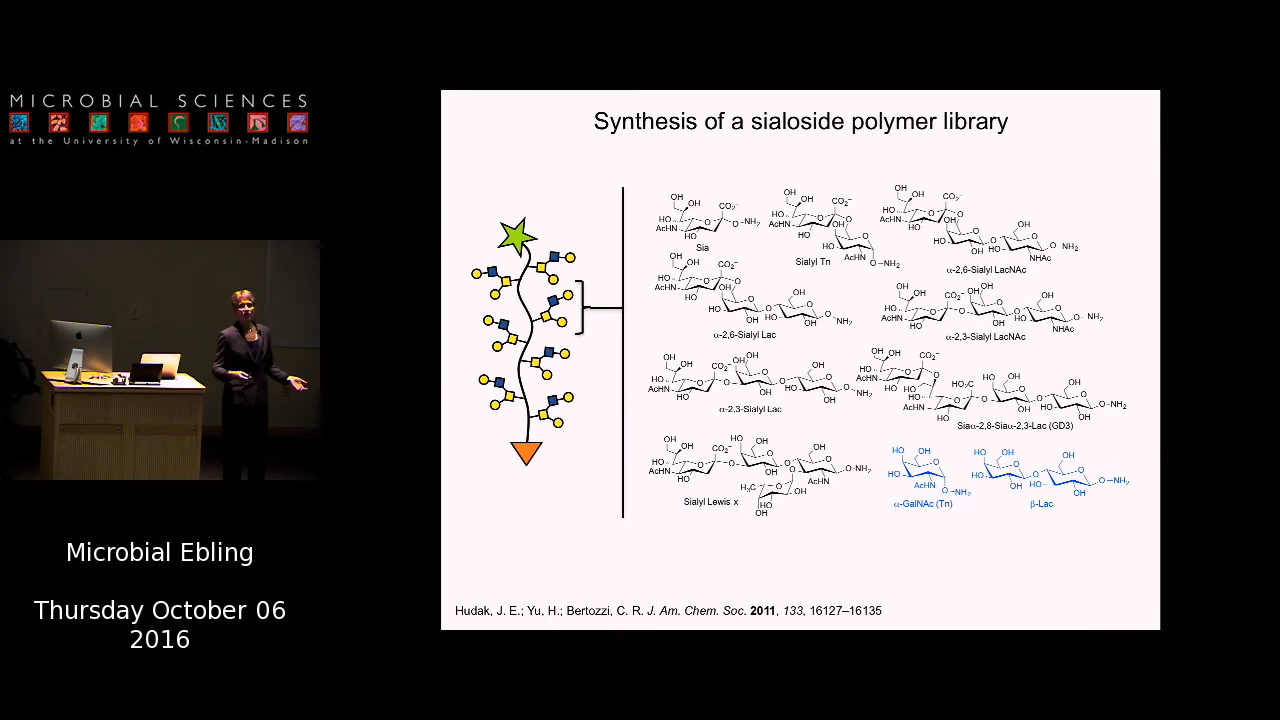 MICROBIAL SCIENCES
at the University of Wisconsin-Madison
Microbial Ebling
Thursday October 06
2016
Synthesis of a sialoside polymer library
Sia
Sialyl Tn
α-2,6-Sialyl LacNAc
α-2,6-Sialyl Lac
α-2,3-Sialyl LacNAc
α-2,3-Sialyl Lac
Siaα-2,8-Siaα-2,3-Lac (GD3)
Sialyl Lewis x
α-GalNAc (Tn)
β-Lac
Hudak, J. E.; Yu, H.; Bertozzi, C. R. J. Am. Chem. Soc. 2011, 133, 16127–16135